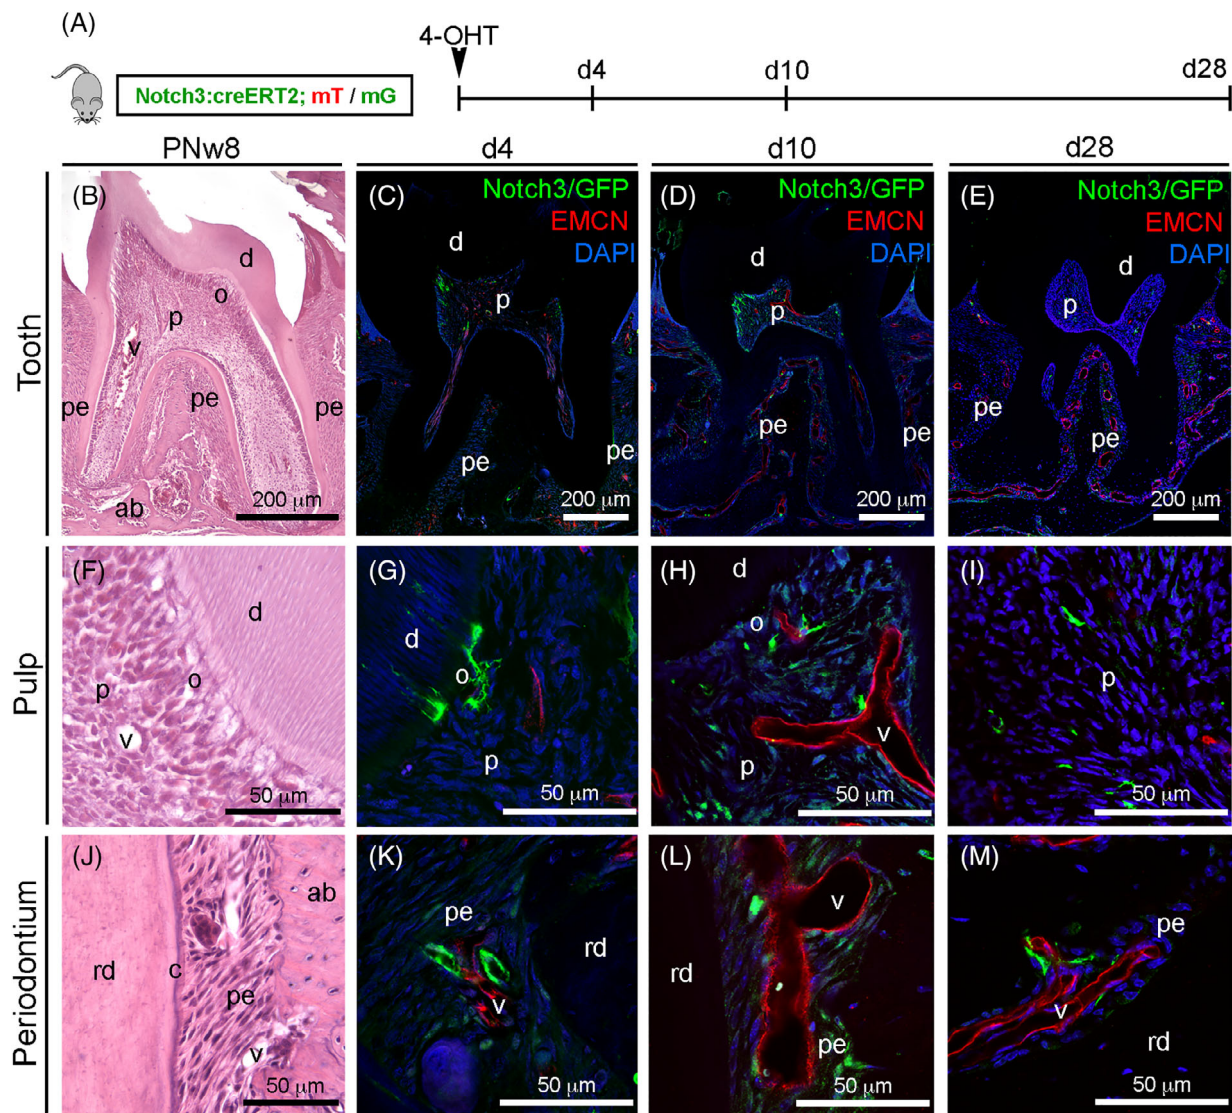 (A)
4-OHT
d4
d10
d28
Notch3:creERT2; mT / mG
PNw8
d4
d10
d28
Tooth
(B)
d
o
p
v
pe
pe
pe
ab
200 μm
(C)
Notch3/GFP
EMCN
DAPI
d
p
pe
pe
200 μm
(D)
Notch3/GFP
EMCN
DAPI
d
p
pe
pe
200 μm
(E)
Notch3/GFP
EMCN
DAPI
d
p
pe
pe
200 μm
Pulp
(F)
d
p
o
v
50 μm
(G)
d
o
p
50 μm
(H)
d
o
v
p
50 μm
(I)
p
50 μm
Periodontium
(J)
ab
rd
c
pe
v
50 μm
(K)
pe
rd
v
50 μm
(L)
v
rd
pe
50 μm
(M)
pe
v
rd
50 μm